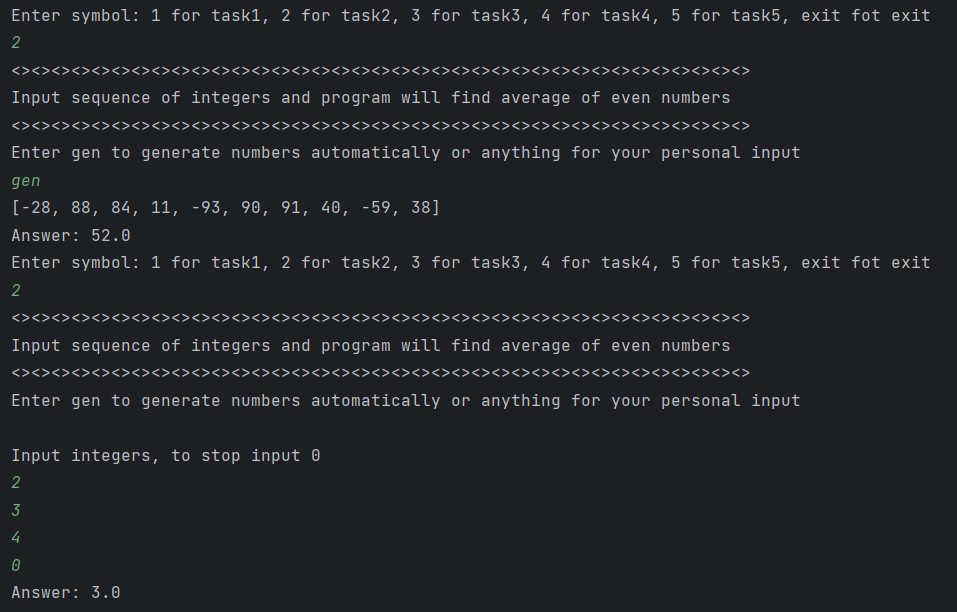 Enter symbol: 1 for task1, 2 for task2, 3 for task3, 4 for task4, 5 for task5, exit fot exit
2
<><><><><><><><><><><><><><><><><><><><><><><><><><><><><><><><><><><><><>
Input sequence of integers and program will find average of even numbers
<><><><><><><><><><><><><><><><><><><><><><><><><><><><><><><><><><><><><>
Enter gen to generate numbers automatically or anything for your personal input
gen
[-28, 88, 84, 11, -93, 90, 91, 40, -59, 38]
Answer: 52.0
Enter symbol: 1 for task1, 2 for task2, 3 for task3, 4 for task4, 5 for task5, exit fot exit
2
<><><><><><><><><><><><><><><><><><><><><><><><><><><><><><><><><><><><><>
Input sequence of integers and program will find average of even numbers
<><><><><><><><><><><><><><><><><><><><><><><><><><><><><><><><><><><><><>
Enter gen to generate numbers automatically or anything for your personal input
Input integers, to stop input 0
2
3
4
0
Answer: 3.0